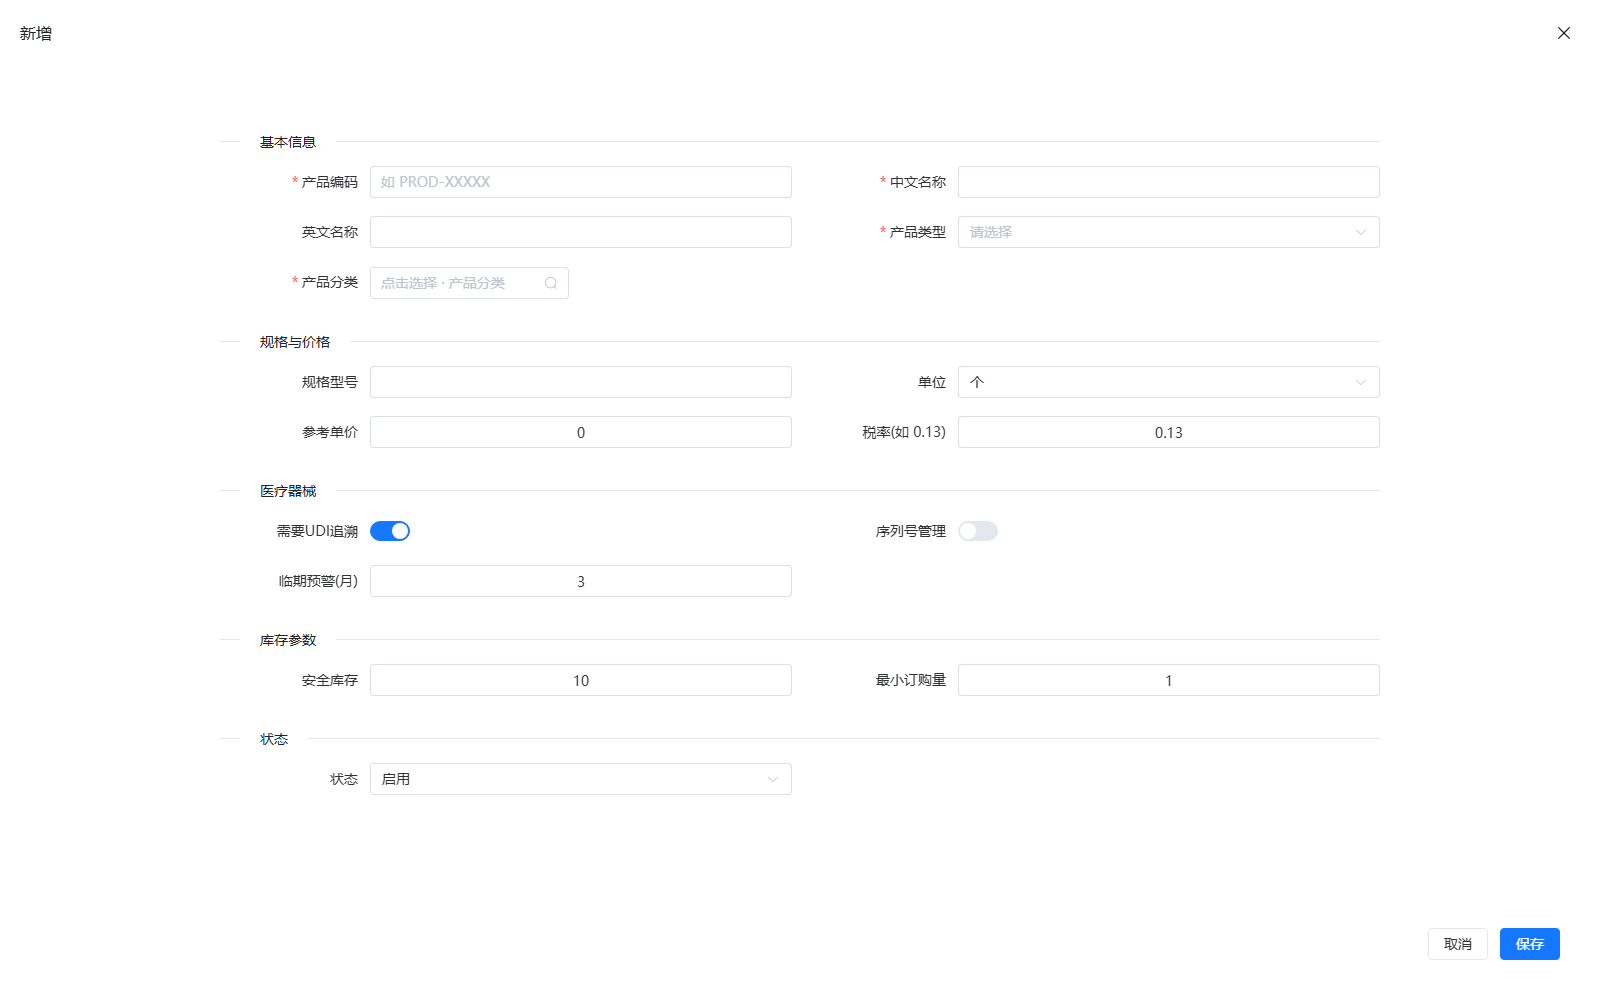 新增
基本信息
* 产品编码 如 PROD-XXXXX
* 中文名称
英文名称
* 产品类型 请选择
* 产品分类 点击选择 · 产品分类
规格与价格
规格型号
单位 个
参考单价 0
税率(如 0.13) 0.13
医疗器械
需要UDI追溯
序列号管理
临期预警(月) 3
库存参数
安全库存 10
最小订购量 1
状态
状态 启用
取消 保存